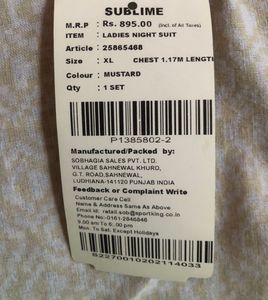 SUBLIME
M.R.P : Rs. 895.00 (Incl. of All Taxes)
ITEM : LADIES NIGHT SUIT
Article : 25865468
Size : XL CHEST 1.17M LENGTH
Colour : MUSTARD
Qty : 1 SET
P1385802-2
Manufactured/Packed by:
SOBHAGIA SALES PVT. LTD.
VILLAGE SAHNEWAL KHURD,
G.T. ROAD,SAHNEWAL,
LUDHIANA-141120 PUNJAB INDIA
Feedback or Complaint Write
Customer Care Cell
Name & Address Same As Above
Email id:
retail.sob@sportking.co.in
Phone No:0161-2845846
9.00 am To 6:.00 pm
Mon. To Sat. Except Holidays
S2270010202114033